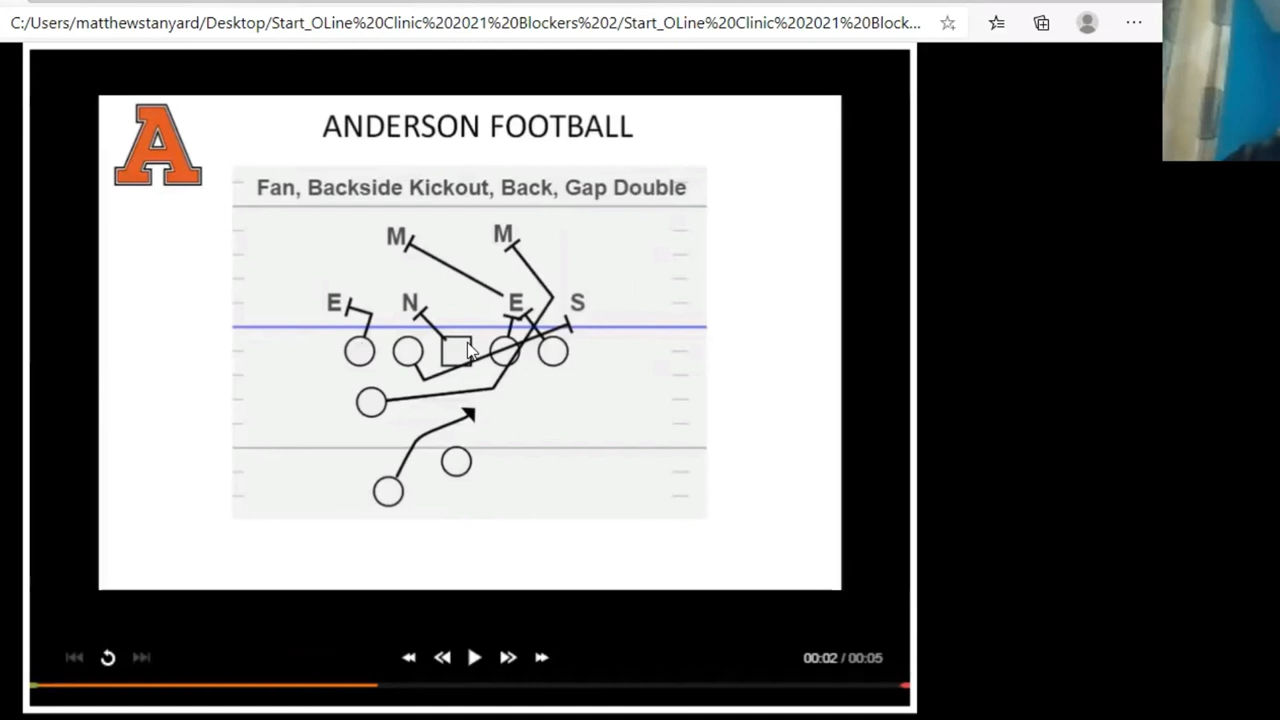 C:/Users/matthewstanyard/Desktop/Start_OLine%20Clinic%202021%20Blockers%202/Start_OLine%20Clinic%202021%20Block...
A
ANDERSON FOOTBALL
Fan, Backside Kickout, Back, Gap Double
M M
E N E S
00:02 / 00:05